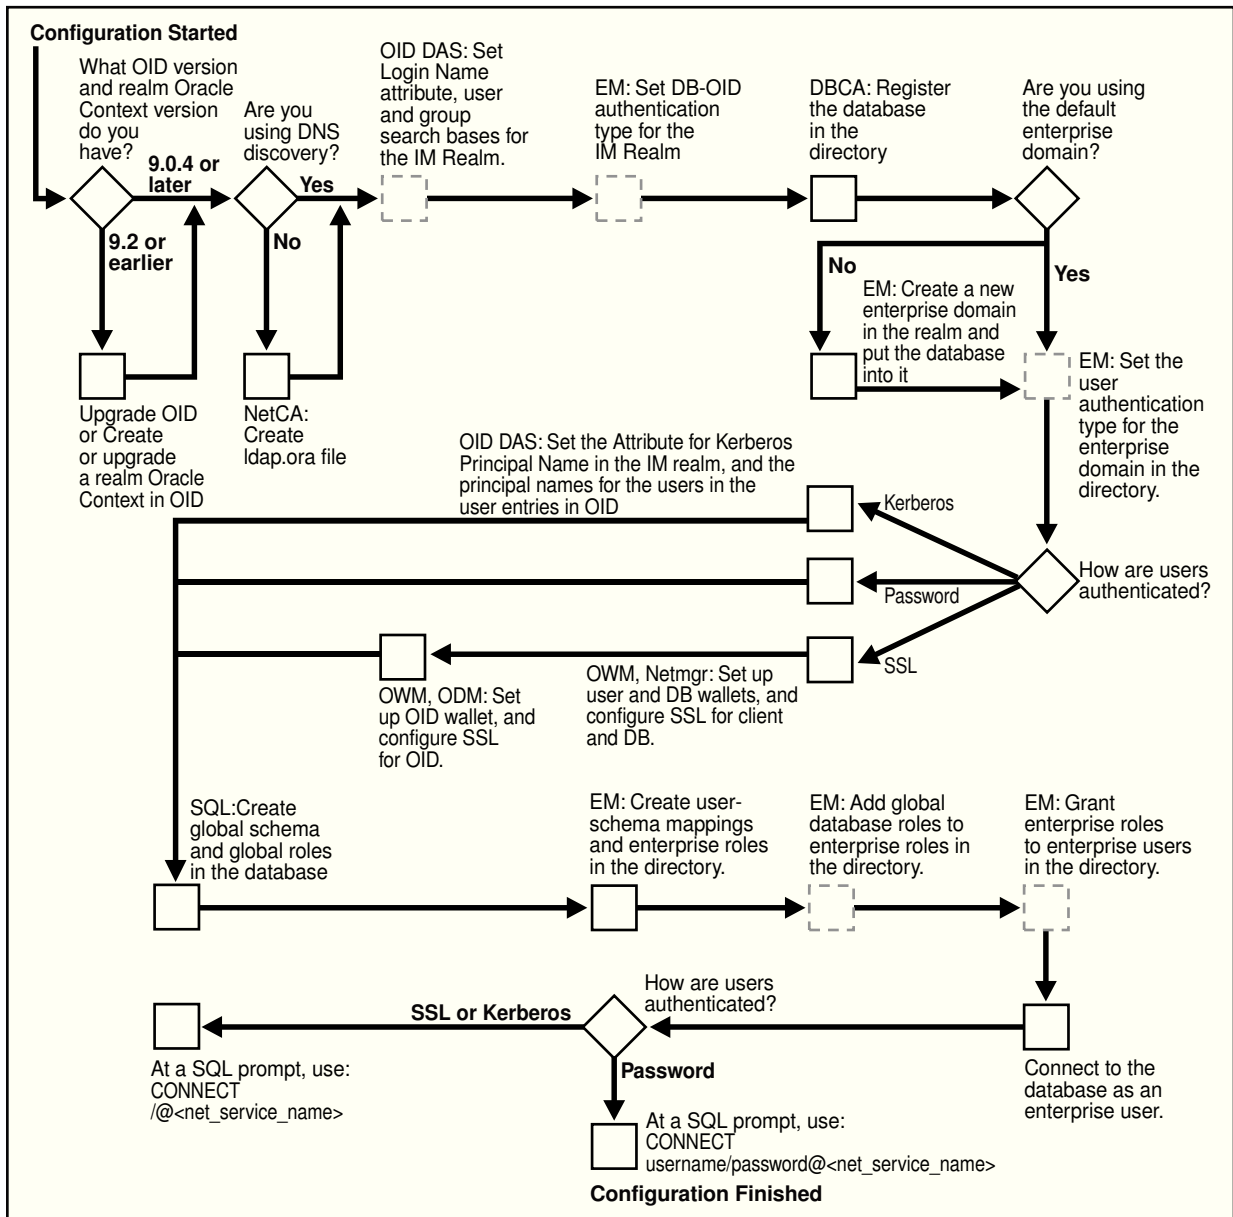 Configuration Started
What OID version
and realm Oracle
Context version
do you
have?
9.0.4 or
later
9.2 or
earlier
Upgrade OID
or Create
or upgrade
a realm Oracle
Context in OID
Are you
using DNS
discovery?
Yes
No
NetCA:
Create
ldap.ora file
OID DAS: Set
Login Name
attribute, user
and group
search bases for
the IM Realm.
EM: Set DB-OID
authentication
type for the
IM Realm
DBCA: Register
the database
in the
directory
Are you using
the default
enterprise
domain?
No
Yes
EM: Create a new
enterprise domain
in the realm and
put the database
into it
EM: Set the
user
authentication
type for the
enterprise
domain in the
directory.
How are users
authenticated?
Kerberos
OID DAS: Set the Attribute for Kerberos
Principal Name in the IM realm, and the
principal names for the users in the
user entries in OID
Password
SSL
OWM, Netmgr: Set up
user and DB wallets, and
configure SSL for client
and DB.
OWM, ODM: Set
up OID wallet, and
configure SSL
for OID.
SQL:Create
global schema
and global roles
in the database
EM: Create user-
schema mappings
and enterprise roles
in the directory.
EM: Add global
database roles to
enterprise roles in
the directory.
EM: Grant
enterprise roles
to enterprise users
in the directory.
Connect to the
database as an
enterprise user.
How are users
authenticated?
SSL or Kerberos
At a SQL prompt, use:
CONNECT
/@<net_service_name>
Password
At a SQL prompt, use:
CONNECT
username/password@<net_service_name>
Configuration Finished